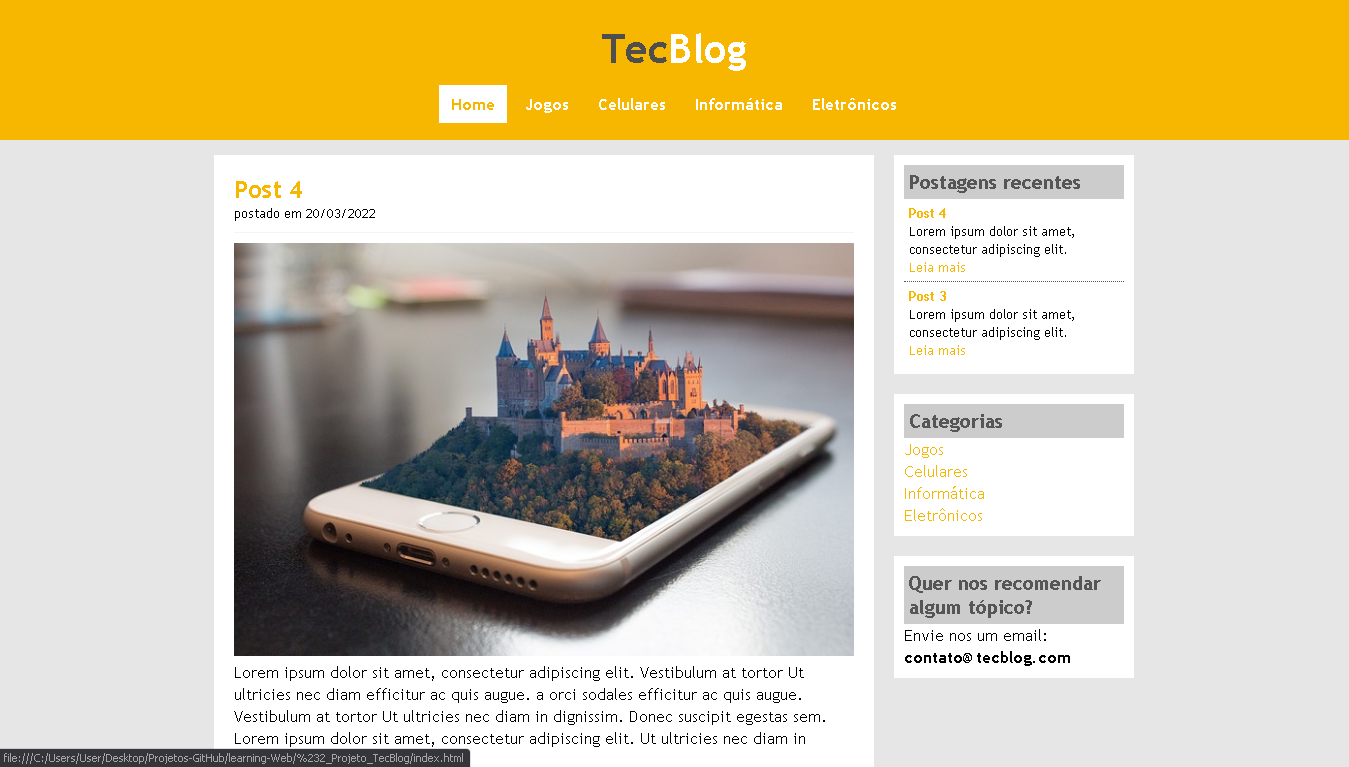 TecBlog
Home Jogos Celulares Informática Eletrônicos
Post 4
postado em 20/03/2022
Lorem ipsum dolor sit amet, consectetur adipiscing elit. Vestibulum at tortor Ut
ultricies nec diam efficitur ac quis augue. a orci sodales efficitur ac quis augue.
Vestibulum at tortor Ut ultricies nec diam in dignissim. Donec suscipit egestas sem.
Lorem ipsum dolor sit amet, consectetur adipiscing elit. Ut ultricies nec diam in
Postagens recentes
Post 4
Lorem ipsum dolor sit amet,
consectetur adipiscing elit.
Leia mais
Post 3
Lorem ipsum dolor sit amet,
consectetur adipiscing elit.
Leia mais
Categorias
Jogos
Celulares
Informática
Eletrônicos
Quer nos recomendar
algum tópico?
Envie nos um email:
contato@tecblog.com
file:///C:/Users/User/Desktop/Projetos-GitHub/learning-Web/%232_Projeto_TecBlog/index.html